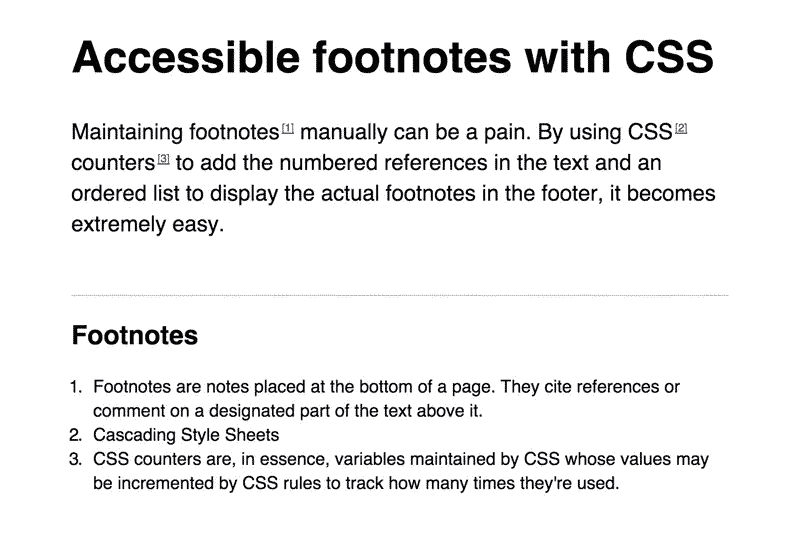 Accessible footnotes with CSS
Maintaining footnotes[1] manually can be a pain. By using CSS[2]
counters[3] to add the numbered references in the text and an
ordered list to display the actual footnotes in the footer, it becomes
extremely easy.
Footnotes
1. Footnotes are notes placed at the bottom of a page. They cite references or
comment on a designated part of the text above it.
2. Cascading Style Sheets
3. CSS counters are, in essence, variables maintained by CSS whose values may
be incremented by CSS rules to track how many times they're used.